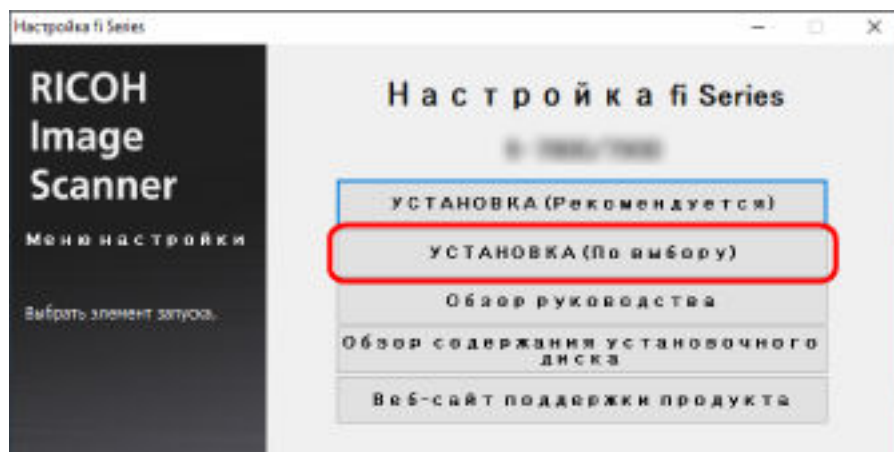 Настройка fi Series
RICOH
Image
Scanner
Меню настройки
Выбрать элемент запуска.
Настройка fi Series
УСТАНОВКА (Рекомендуется)
УСТАНОВКА (По выбору)
Обзор руководства
Обзор содержания установочного
диска
Веб-сайт поддержки продукта